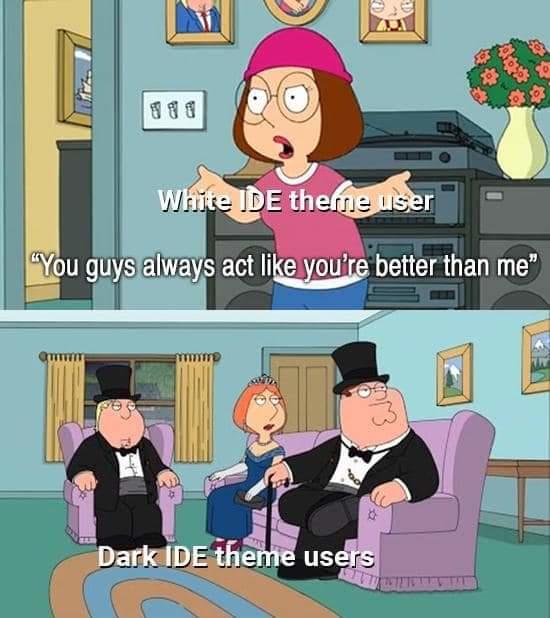 White IDE theme user
“You guys always act like you’re better than me”
Dark IDE theme users